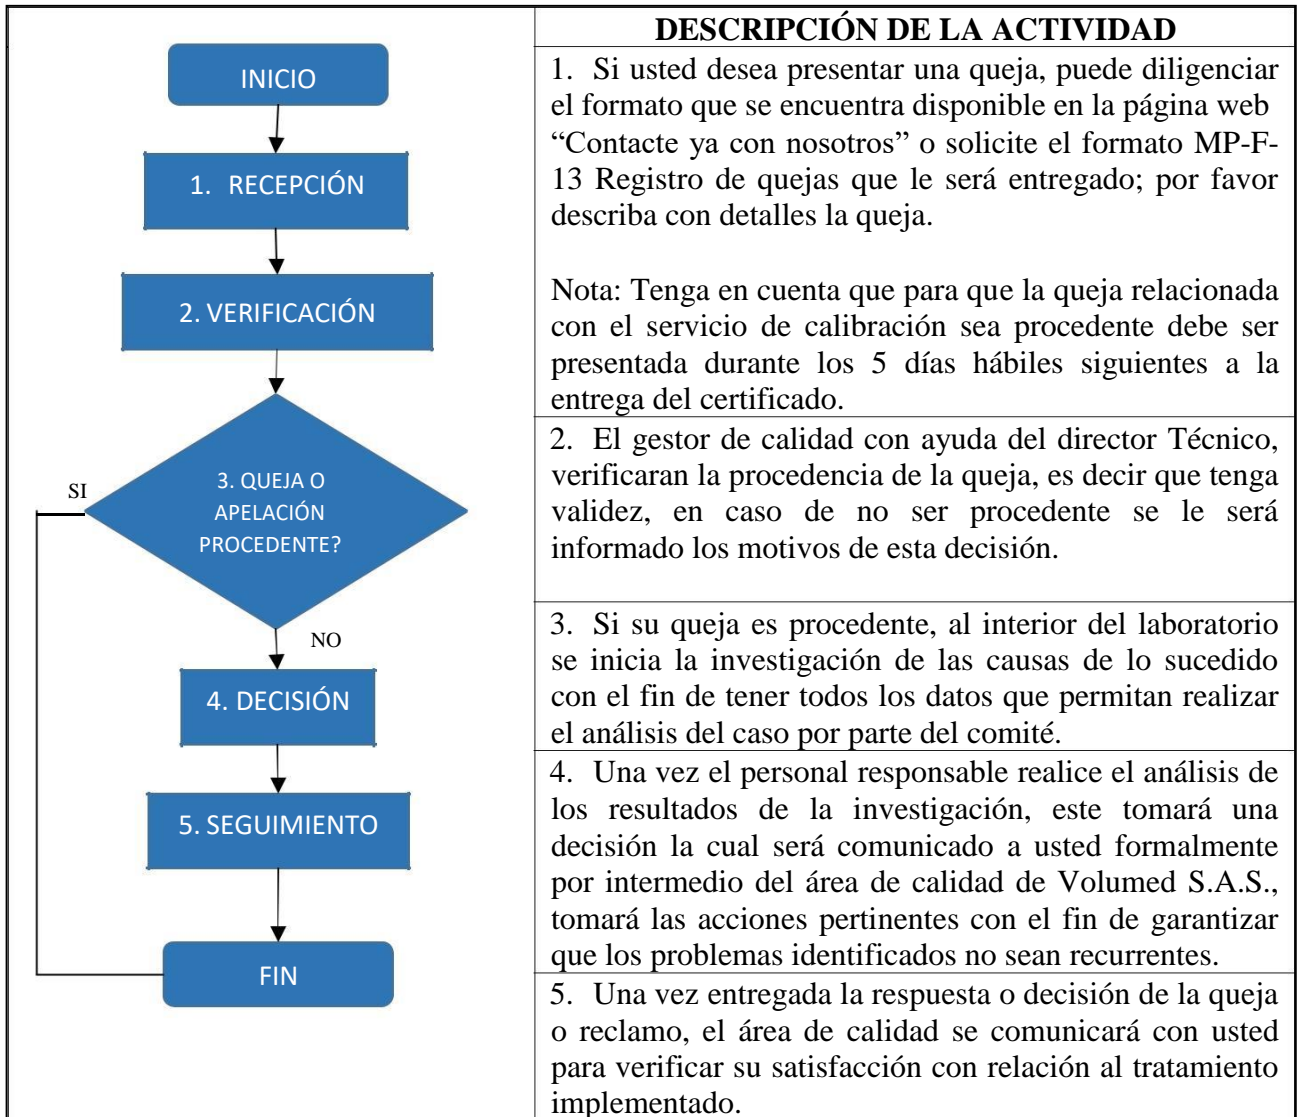 INICIO
1. RECEPCIÓN
2. VERIFICACIÓN
SI
3. QUEJA O
APELACIÓN
PROCEDENTE?
NO
4. DECISIÓN
5. SEGUIMIENTO
FIN
DESCRIPCIÓN DE LA ACTIVIDAD
1. Si usted desea presentar una queja, puede diligenciar
el formato que se encuentra disponible en la página web
“Contacte ya con nosotros” o solicite el formato MP-F-
13 Registro de quejas que le será entregado; por favor
describa con detalles la queja.
Nota: Tenga en cuenta que para que la queja relacionada
con el servicio de calibración sea procedente debe ser
presentada durante los 5 días hábiles siguientes a la
entrega del certificado.
2. El gestor de calidad con ayuda del director Técnico,
verificaran la procedencia de la queja, es decir que tenga
validez, en caso de no ser procedente se le será
informado los motivos de esta decisión.
3. Si su queja es procedente, al interior del laboratorio
se inicia la investigación de las causas de lo sucedido
con el fin de tener todos los datos que permitan realizar
el análisis del caso por parte del comité.
4. Una vez el personal responsable realice el análisis de
los resultados de la investigación, este tomará una
decisión la cual será comunicado a usted formalmente
por intermedio del área de calidad de Volumed S.A.S.,
tomará las acciones pertinentes con el fin de garantizar
que los problemas identificados no sean recurrentes.
5. Una vez entregada la respuesta o decisión de la queja
o reclamo, el área de calidad se comunicará con usted
para verificar su satisfacción con relación al tratamiento
implementado.